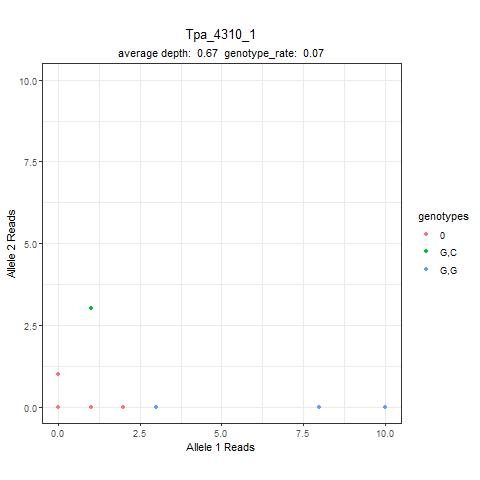 Tpa_4310_1
average depth: 0.67 genotype_rate: 0.07
10.0
7.5
5.0
2.5
0.0
Allele 2 Reads
0.0 2.5 5.0 7.5 10.0
Allele 1 Reads
genotypes
0
G,C
G,G